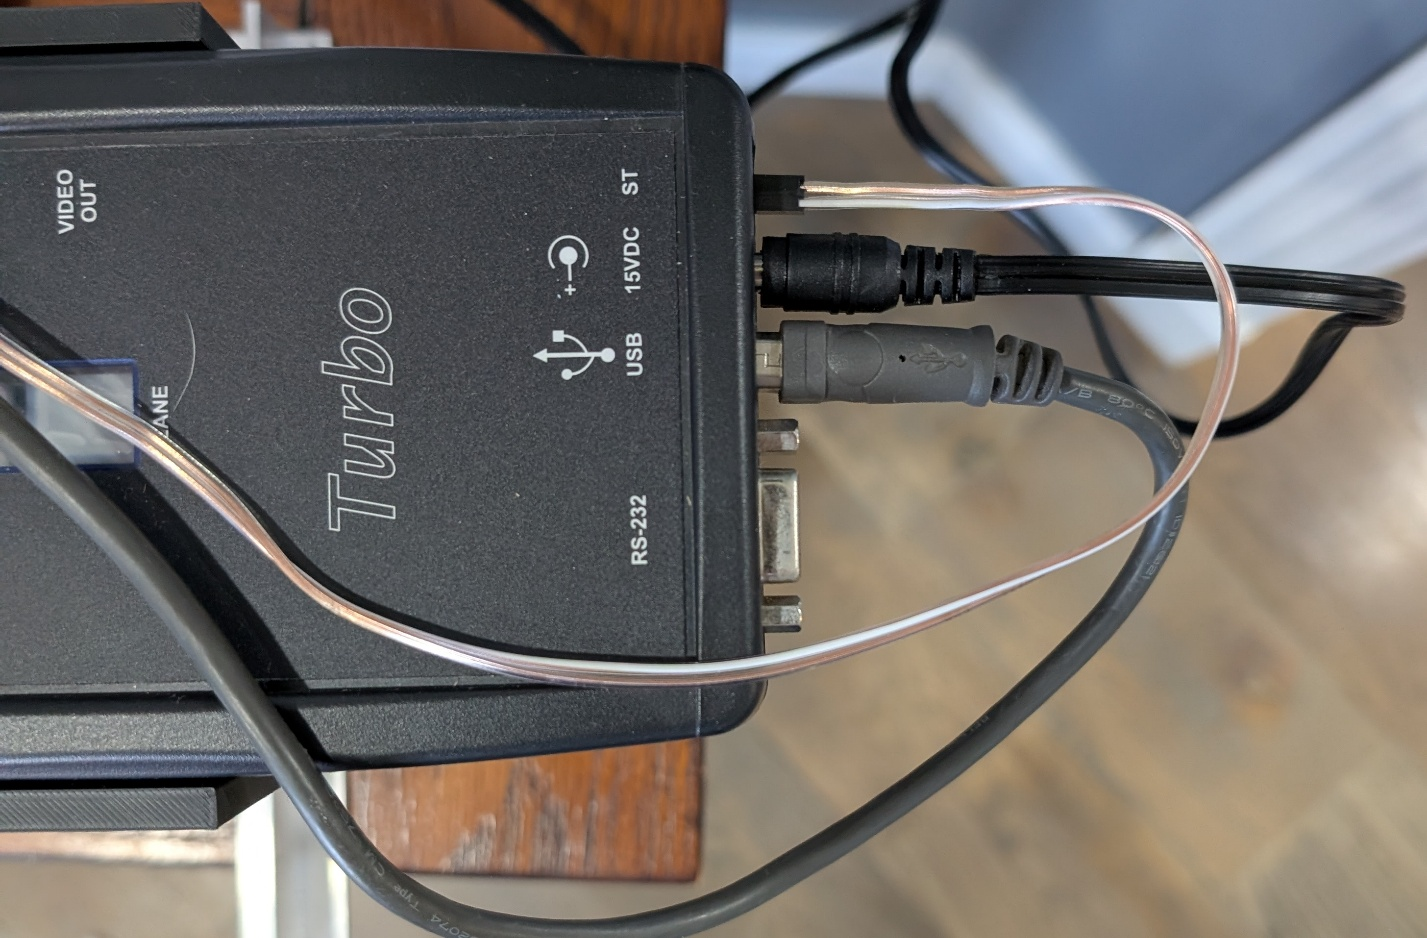 VIDEO
OUT
ST
15VDC
+
USB
Turbo
RS-232